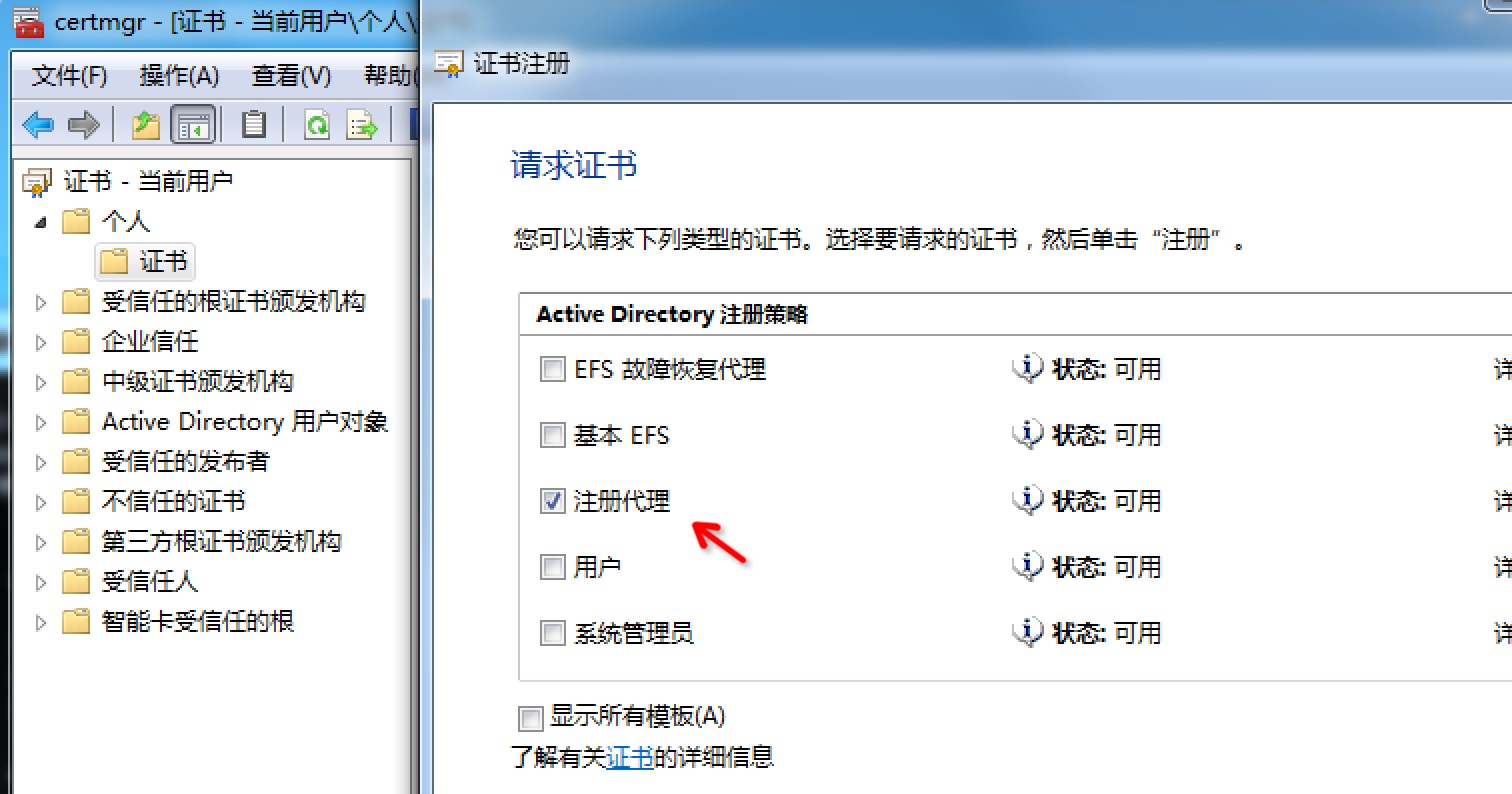 certmgr - [证书 - 当前用户\个人\
文件(F) 操作(A) 查看(V) 帮助(
证书 - 当前用户
个人
证书
受信任的根证书颁发机构
企业信任
中级证书颁发机构
Active Directory 用户对象
受信任的发布者
不信任的证书
第三方根证书颁发机构
受信任人
智能卡受信任的根
证书注册
请求证书
您可以请求下列类型的证书。选择要请求的证书，然后单击“注册”。
Active Directory 注册策略
EFS 故障恢复代理 状态: 可用 详
基本 EFS 状态: 可用 详
注册代理 状态: 可用 详
用户 状态: 可用 详
系统管理员 状态: 可用 详
显示所有模板(A)
了解有关证书的详细信息